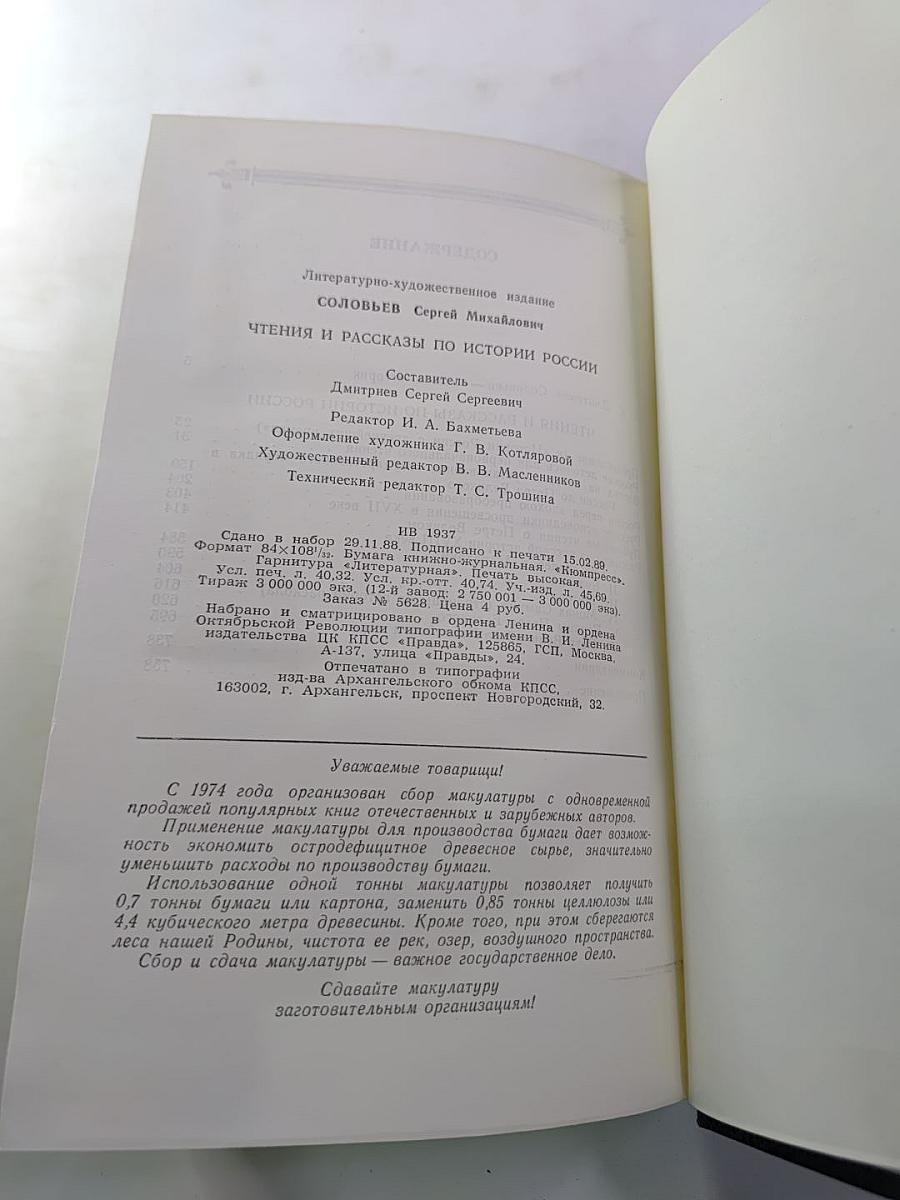 СОДЕРЖАНИЕ
Литературно-художественное издание
СОЛОВЬЕВ Сергей Михайлович
ЧТЕНИЯ И РАССКАЗЫ ПО ИСТОРИИ РОССИИ
Составитель
Дмитриев Сергей Сергеевич
Редактор И. А. Бахметьева
Оформление художника Г. В. Котляровой
Художественный редактор В. В. Масленников
Технический редактор Т. С. Трошина
ИВ 1937
Сдано в набор 29.11.88. Подписано к печати 15.02.89.
Формат 84×108¹/₃₂. Бумага книжно-журнальная. «Кюмпресс».
Гарнитура «Литературная». Печать высокая.
Усл. печ. л. 40,32. Усл. кр.-отт. 40,74. Уч.-изд. л. 45,69.
Тираж 3 000 000 экз. (12-й завод: 2 750 001 — 3 000 000 экз).
Заказ № 5628. Цена 4 руб.
Набрано и сматрицировано в ордена Ленина и ордена
Октябрьской Революции типографии имени В. И. Ленина
издательства ЦК КПСС «Правда», 125865, ГСП, Москва,
А-137, улица «Правды», 24.
Отпечатано в типографии
изд-ва Архангельского обкома КПСС,
163002, г. Архангельск, проспект Новгородский, 32.
Уважаемые товарищи!
С 1974 года организован сбор макулатуры с одновременной
продажей популярных книг отечественных и зарубежных авторов.
Применение макулатуры для производства бумаги дает возмож-
ность экономить остродефицитное древесное сырье, значительно
уменьшить расходы по производству бумаги.
Использование одной тонны макулатуры позволяет получить
0,7 тонны бумаги или картона, заменить 0,85 тонны целлюлозы или
4,4 кубического метра древесины. Кроме того, при этом сберегаются
леса нашей Родины, чистота ее рек, озер, воздушного пространства.
Сбор и сдача макулатуры — важное государственное дело.
Сдавайте макулатуру
заготовительным организациям!